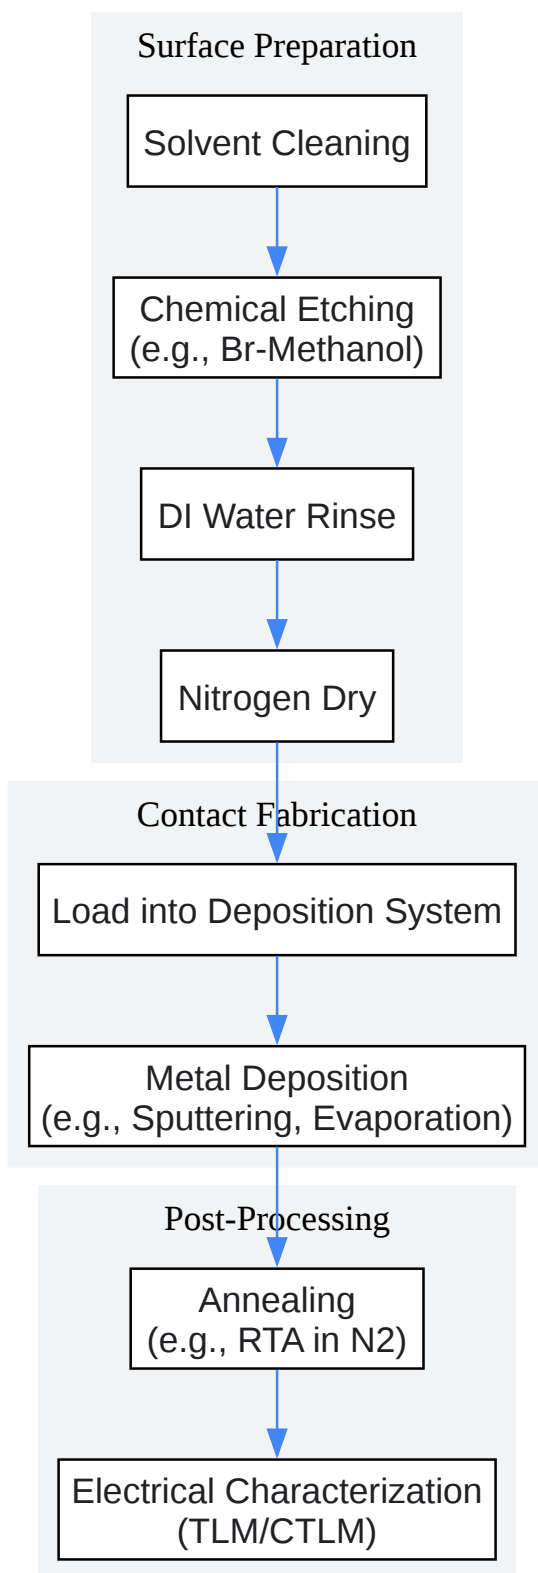 Surface Preparation
Solvent Cleaning
Chemical Etching
(e.g., Br-Methanol)
DI Water Rinse
Nitrogen Dry
Contact Fabrication
Load into Deposition System
Metal Deposition
(e.g., Sputtering, Evaporation)
Post-Processing
Annealing
(e.g., RTA in N2)
Electrical Characterization
(TLM/CTLM)